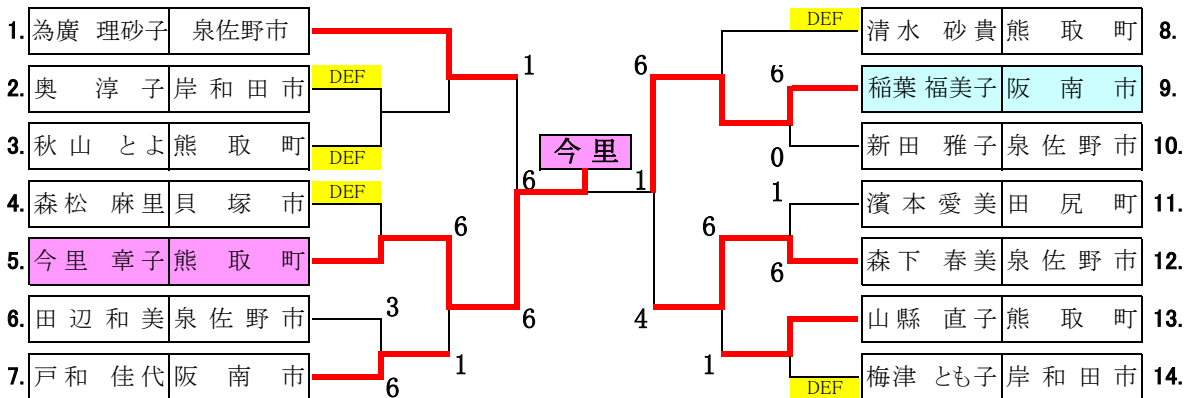 1. 為廣 理砂子 泉佐野市
1
2. 奥 淳子 岸和田市 DEF
3. 秋山 とよ 熊取町 DEF
4. 森松 麻里 貝塚市 DEF
6
5. 今里 章子 熊取町
6. 田辺和美 泉佐野市 3
6
1
7. 戸和 佳代 阪南市 6
今里
6
1
DEF 清水 砂貴 熊取町 8.
6
6 稲葉 福美子 阪南市 9.
0 新田 雅子 泉佐野市 10.
1 濱本愛美 田尻町 11.
6
6 森下 春美 泉佐野市 12.
4
山縣 直子 熊取町 13.
1
DEF 梅津 とも子 岸和田市 14.